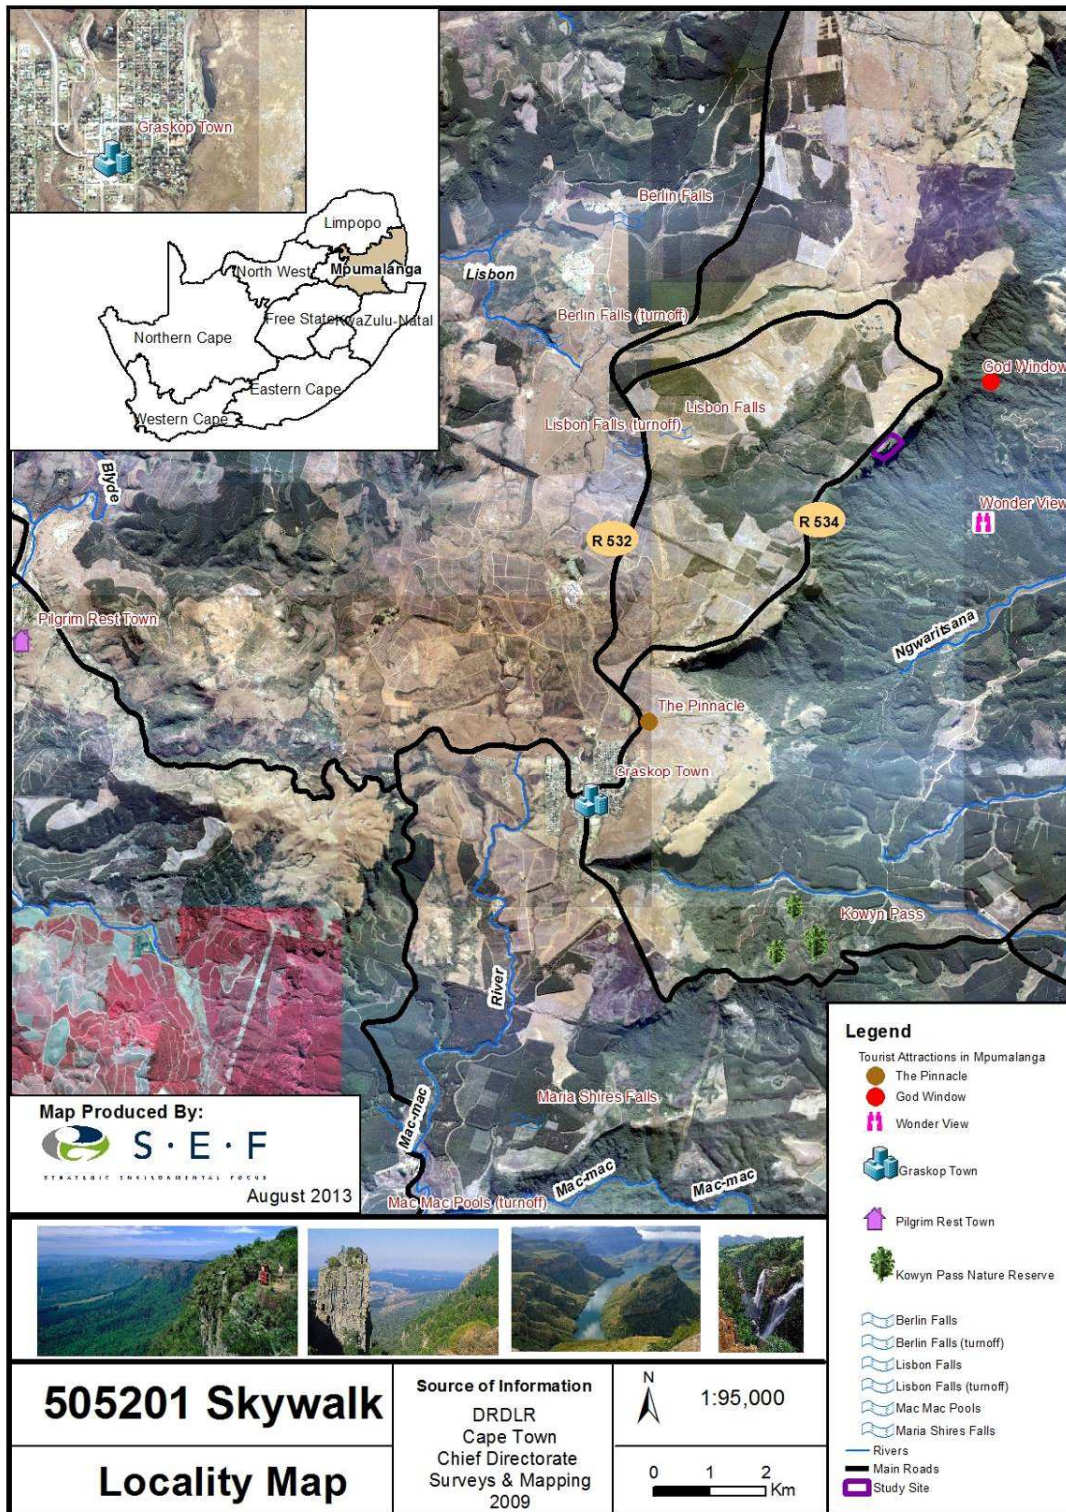 Graskop Town
Limpopo
North West
Mpumalanga
Free State
KwaZulu-Natal
Northern Cape
Eastern Cape
Western Cape
Berlin Falls
Lisbon
Berlin Falls (turnoff)
God Window
Lisbon Falls
Lisbon Falls (turnoff)
Blyde
Wonder View
R 534
R 532
Pilgrim Rest Town
Ngwaritsana
The Pinnacle
Graskop Town
Kowyn Pass
River
Maria Shires Falls
Mac-mac
Mac-mac
Mac-mac
Mac Mac Pools (turnoff)
Map Produced By:
S·E·F
STRATEGIC ENVIRONMENTAL FOCUS
August 2013
Legend
Tourist Attractions in Mpumalanga
The Pinnacle
God Window
Wonder View
Graskop Town
Pilgrim Rest Town
Kowyn Pass Nature Reserve
Berlin Falls
Berlin Falls (turnoff)
Lisbon Falls
Lisbon Falls (turnoff)
Mac Mac Pools
Maria Shires Falls
Rivers
Main Roads
Study Site
505201 Skywalk
Locality Map
Source of Information
DRDLR
Cape Town
Chief Directorate
Surveys & Mapping
2009
N
1:95,000
0 1 2
Km